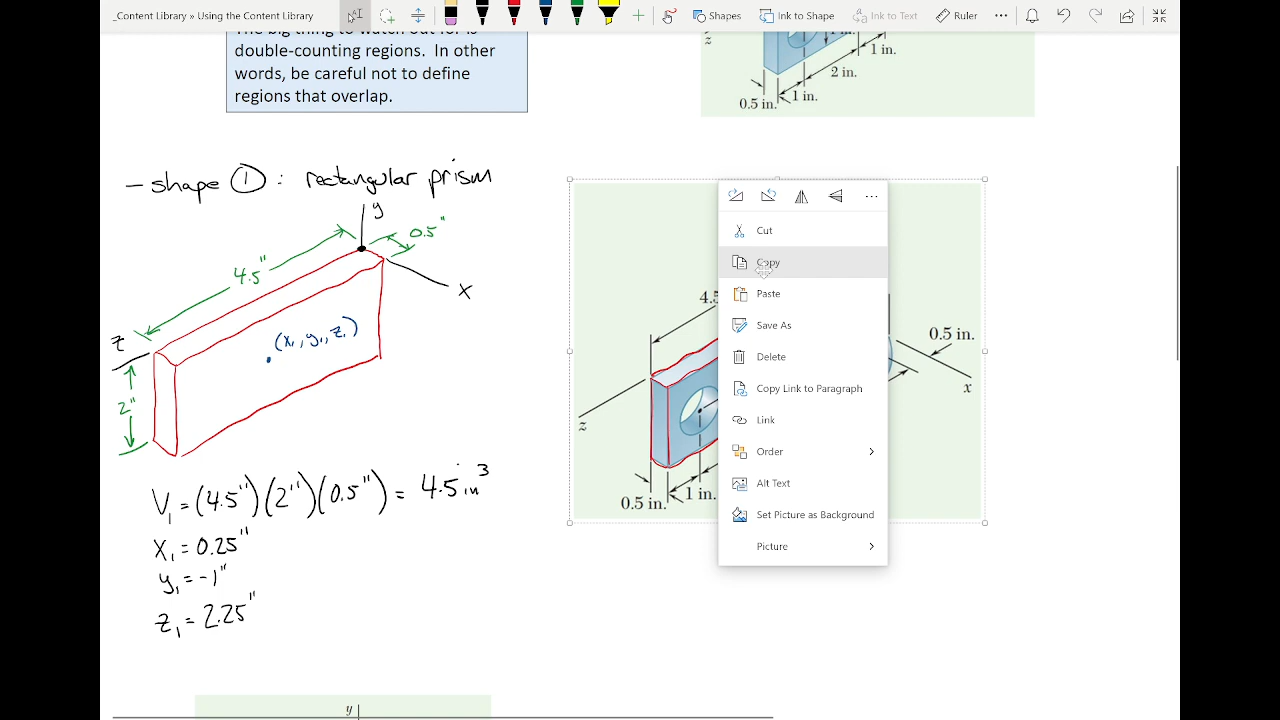 _Content Library » Using the Content Library
Shapes
Ink to Shape
Ink to Text
Ruler
double-counting regions. In other
words, be careful not to define
regions that overlap.
z
1 in.
2 in.
1 in.
0.5 in.
– shape ① : rectangular prism
y
0.5"
4.5"
x
z
(x₁, y₁, z₁)
2"
V₁ = (4.5")(2")(0.5") = 4.5 in³
x₁ = 0.25"
y₁ = -1"
z₁ = 2.25"
4.5
0.5 in.
x
z
0.5 in.
1 in.
Cut
Copy
Paste
Save As
Delete
Copy Link to Paragraph
Link
Order
Alt Text
Set Picture as Background
Picture
y